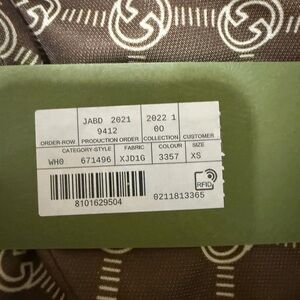 JABD 2021 2022 1
9412 00
ORDER-ROW PRODUCTION ORDER COLLECTION CUSTOMER
CATEGORY-STYLE FABRIC COLOUR SIZE
WH0 671496 XJD1G 3357 XS
8101629504
0211813365
RFID